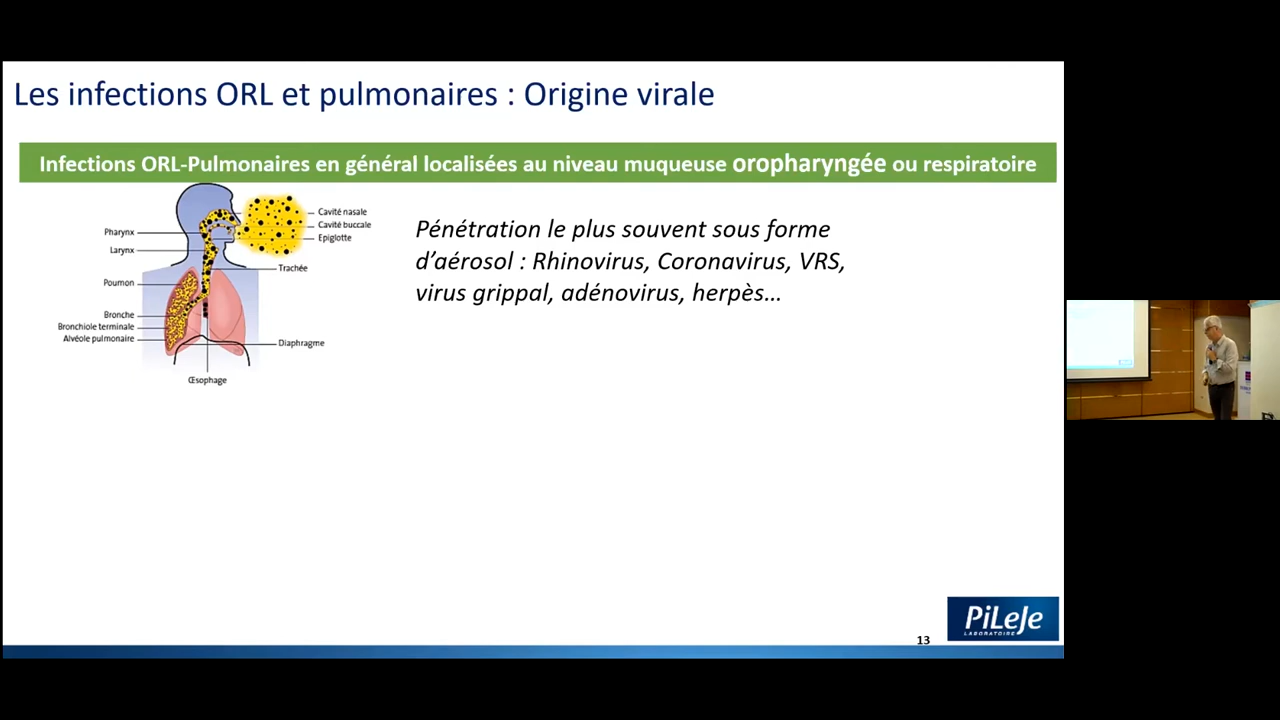 Les infections ORL et pulmonaires : Origine virale
Infections ORL-Pulmonaires en général localisées au niveau muqueuse oropharyngée ou respiratoire
Cavité nasale
Cavité buccale
Epiglotte
Pharynx
Larynx
Trachée
Poumon
Bronche
Bronchiole terminale
Alvéole pulmonaire
Diaphragme
Œsophage
Pénétration le plus souvent sous forme
d’aérosol : Rhinovirus, Coronavirus, VRS,
virus grippal, adénovirus, herpès…
PiLeJe
LABORATOIRE
13